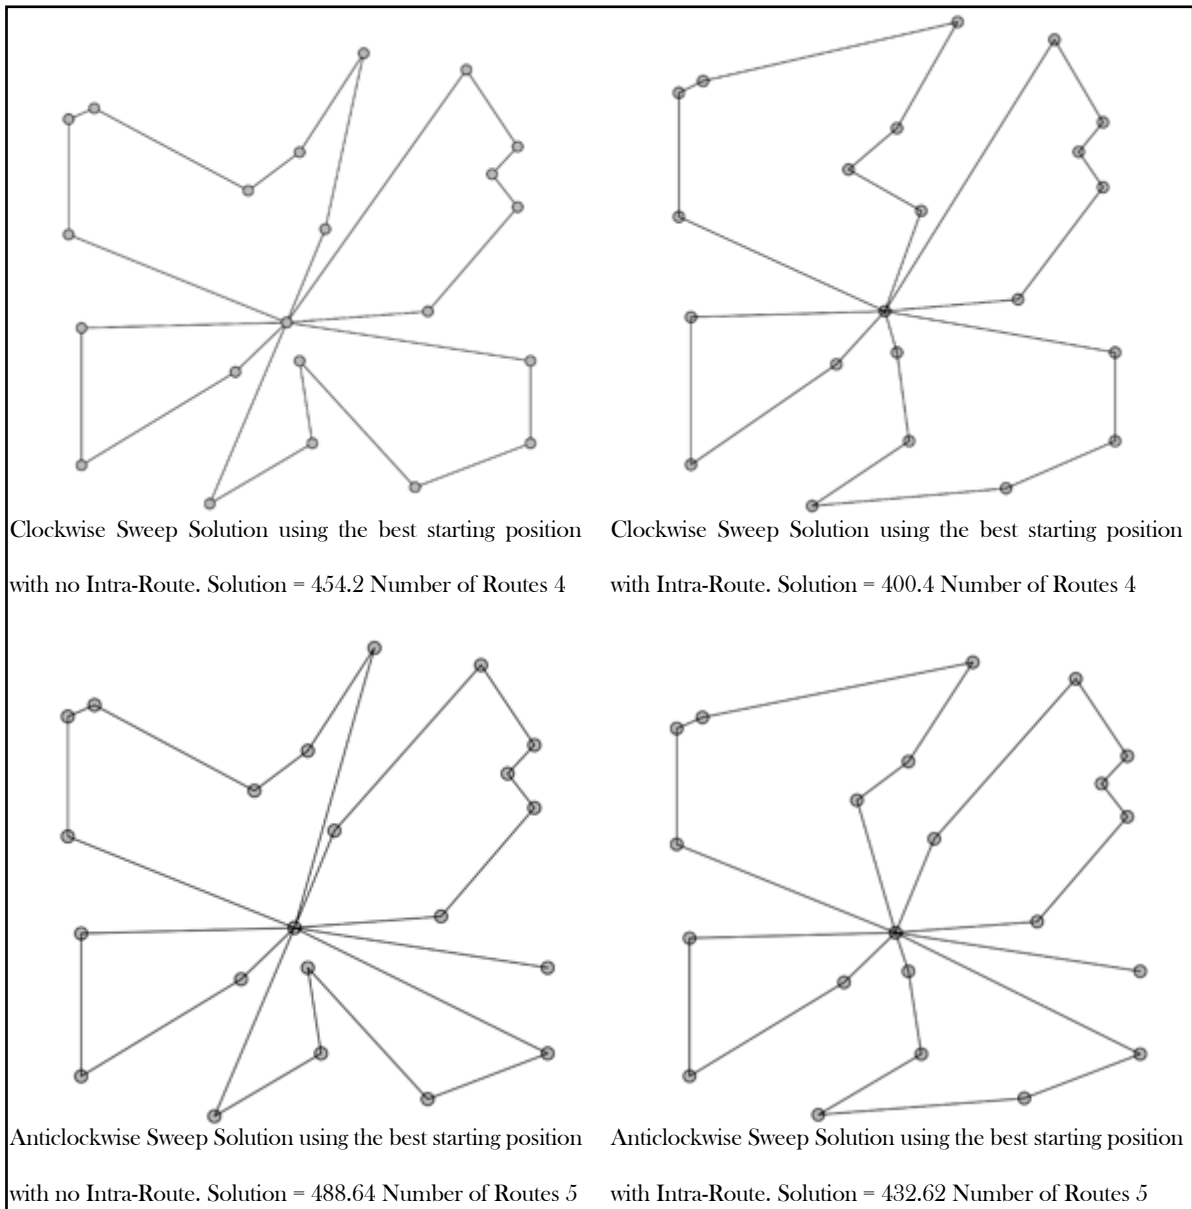 Clockwise Sweep Solution using the best starting position
with no Intra-Route. Solution = 454.2 Number of Routes 4
Clockwise Sweep Solution using the best starting position
with Intra-Route. Solution = 400.4 Number of Routes 4
Anticlockwise Sweep Solution using the best starting position
with no Intra-Route. Solution = 488.64 Number of Routes 5
Anticlockwise Sweep Solution using the best starting position
with Intra-Route. Solution = 432.62 Number of Routes 5